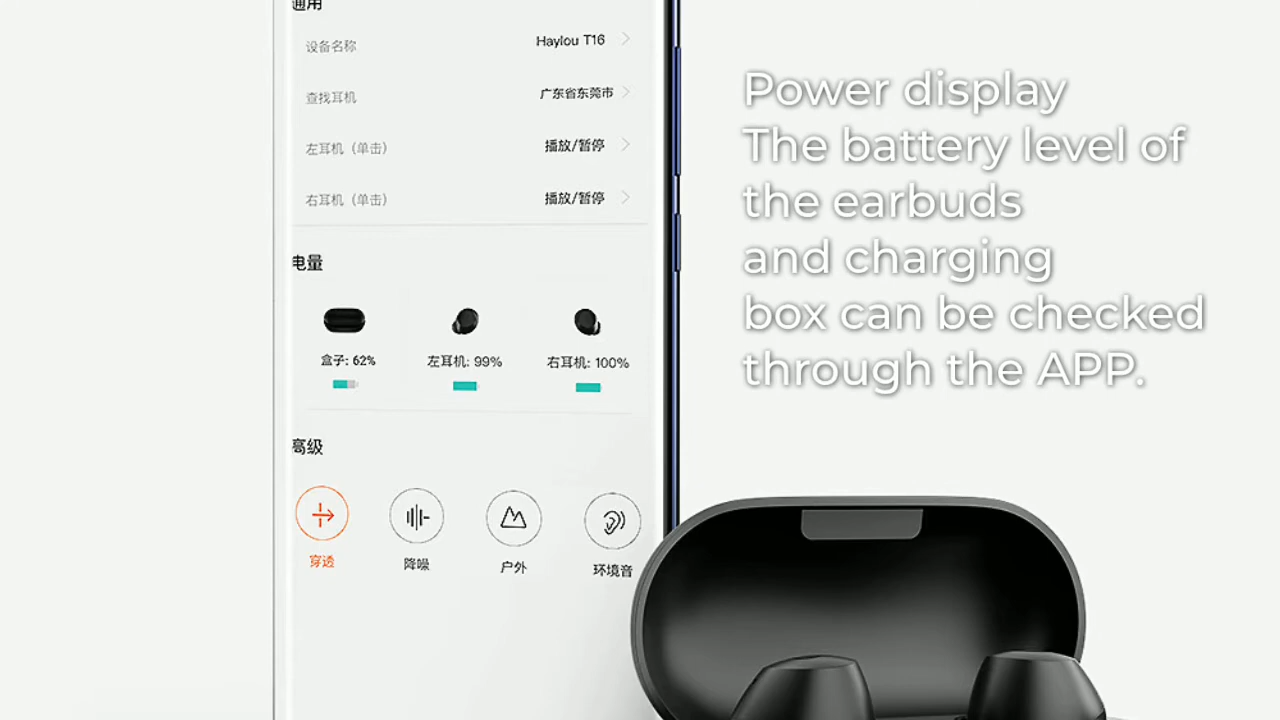 通用
设备名称 Haylou T16
查找耳机 广东省东莞市
左耳机（单击） 播放/暂停
右耳机（单击） 播放/暂停
电量
盒子: 62% 左耳机: 99% 右耳机: 100%
高级
穿透 降噪 户外 环境音
Power display
The battery level of
the earbuds
and charging
box can be checked
through the APP.